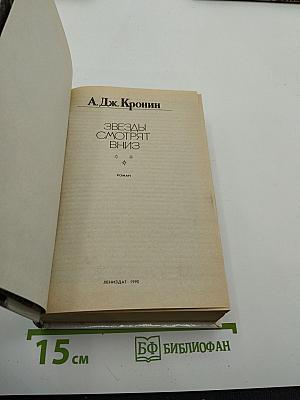 А. Дж. Кронин
ЗВЕЗДЫ
СМОТРЯТ
ВНИЗ
РОМАН
ЛЕНИЗДАТ · 1990
15 см
БФ БИБЛИОФАН